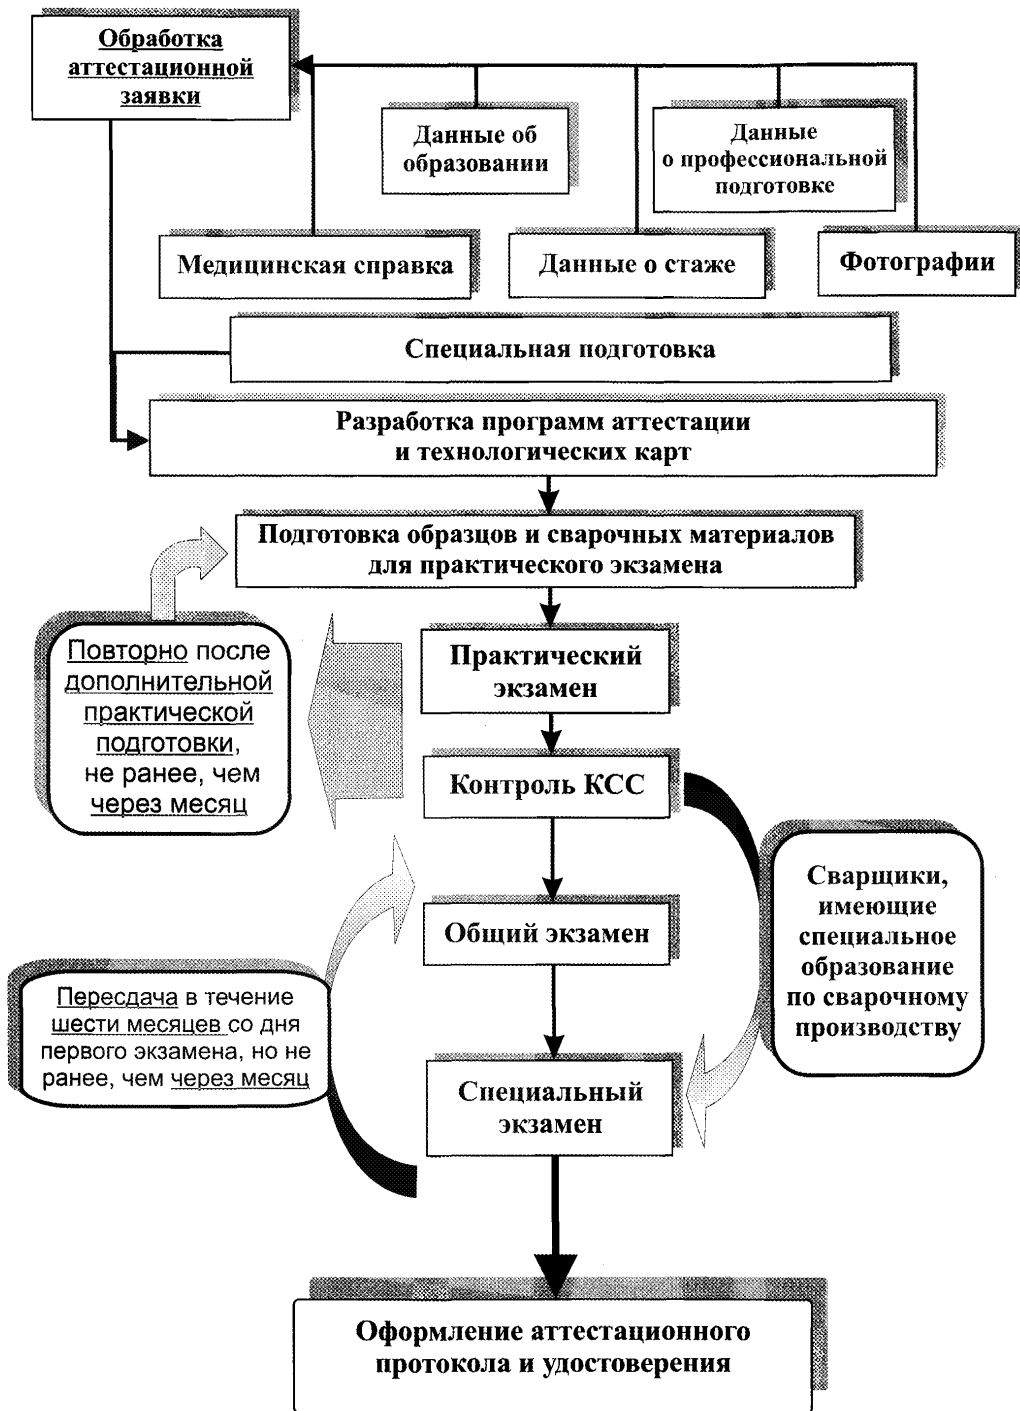 Обработка
аттестационной
заявки
Данные об
образовании
Данные
о профессиональной
подготовке
Медицинская справка
Данные о стаже
Фотографии
Специальная подготовка
Разработка программ аттестации
и технологических карт
Подготовка образцов и сварочных материалов
для практического экзамена
Повторно после
дополнительной
практической
подготовки,
не ранее, чем
через месяц
Практический
экзамен
Контроль КСС
Сварщики,
имеющие
специальное
образование
по сварочному
производству
Общий экзамен
Пересдача в течение
шести месяцев со дня
первого экзамена, но не
ранее, чем через месяц
Специальный
экзамен
Оформление аттестационного
протокола и удостоверения